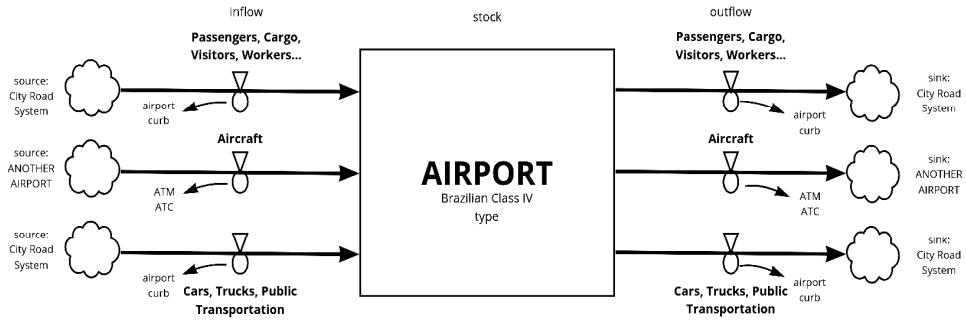 inflow
stock
outflow
Passengers, Cargo,
Visitors, Workers...
Passengers, Cargo,
Visitors, Workers...
source:
City Road
System
airport
curb
airport
curb
sink:
City Road
System
Aircraft
Aircraft
source:
ANOTHER
AIRPORT
ATM
ATC
AIRPORT
Brazilian Class IV
type
ATM
ATC
sink:
ANOTHER
AIRPORT
source:
City Road
System
airport
curb
airport
curb
sink:
City Road
System
Cars, Trucks, Public
Transportation
Cars, Trucks, Public
Transportation